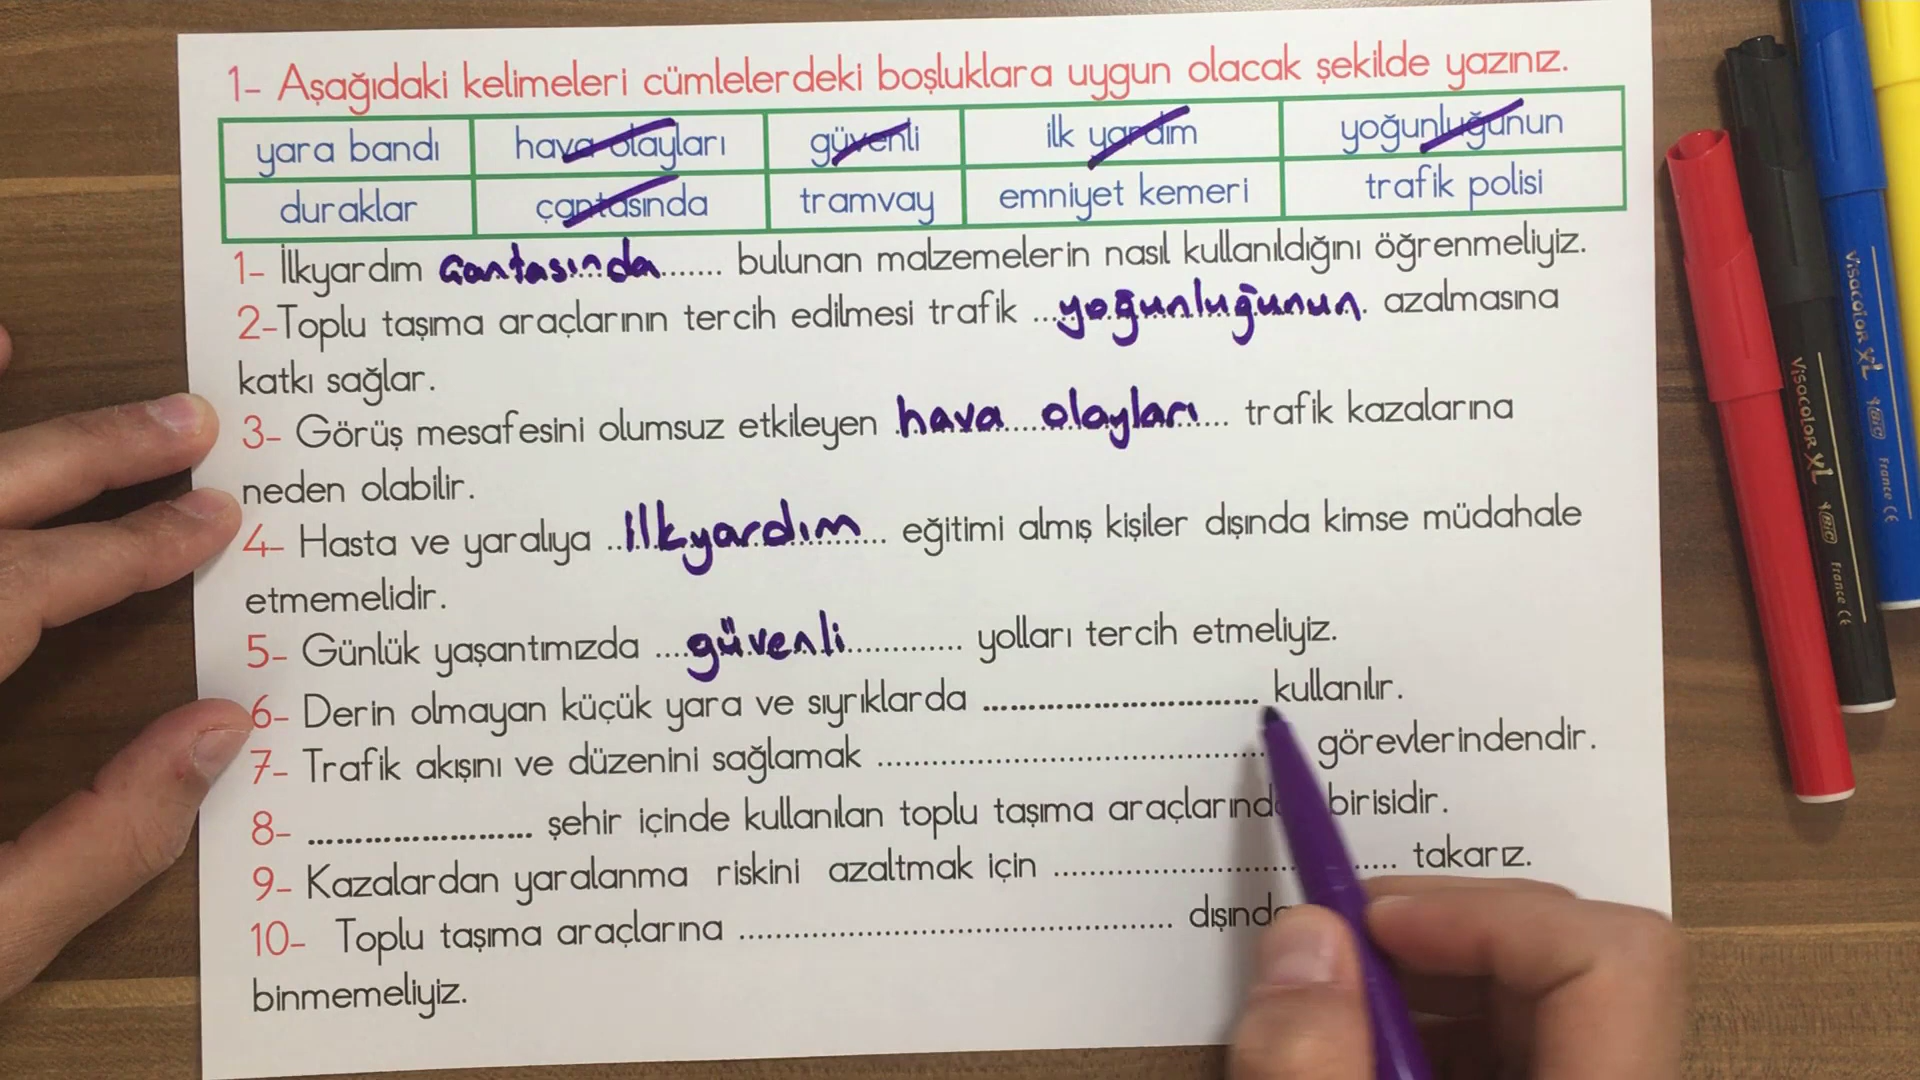 1- Aşağıdaki kelimeleri cümlelerdeki boşluklara uygun olacak şekilde yazınız.
yara bandı hava olayları güvenli ilk yardım yoğunluğunun
duraklar çantasında tramvay emniyet kemeri trafik polisi
1- İlkyardım çantasında....... bulunan malzemelerin nasıl kullanıldığını öğrenmeliyiz.
2-Toplu taşıma araçlarının tercih edilmesi trafik ...yoğunluğunun. azalmasına
katkı sağlar.
3- Görüş mesafesini olumsuz etkileyen hava....olayları.... trafik kazalarına
neden olabilir.
4- Hasta ve yaralıya ..Ilkyardım.... eğitimi almış kişiler dışında kimse müdahale
etmemelidir.
5- Günlük yaşantımızda ....güvenli............. yolları tercih etmeliyiz.
6- Derin olmayan küçük yara ve sıyrıklarda .............................. kullanılır.
7- Trafik akışını ve düzenini sağlamak ........................................... görevlerindendir.
8- ........................ şehir içinde kullanılan toplu taşıma araçlarınd birisidir.
9- Kazalardan yaralanma riskini azaltmak için ............................... takarız.
10- Toplu taşıma araçlarına ................................................ dışınd
binmemeliyiz.
VISACOLOR XL
BIC France CE
VISACOLOR XL
BIC France CE